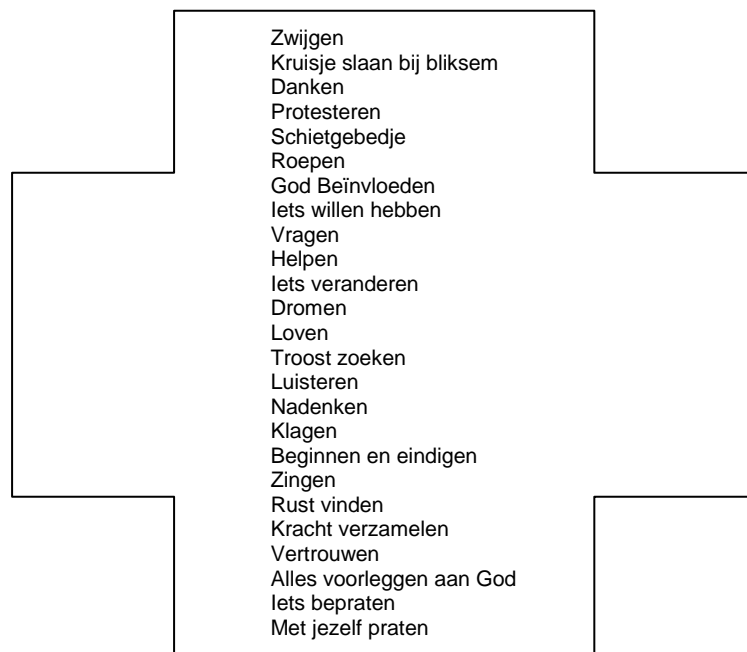 Zwijgen
Kruisje slaan bij bliksem
Danken
Protesteren
Schietgebedje
Roepen
God Beïnvloeden
Iets willen hebben
Vragen
Helpen
Iets veranderen
Dromen
Loven
Troost zoeken
Luisteren
Nadenken
Klagen
Beginnen en eindigen
Zingen
Rust vinden
Kracht verzamelen
Vertrouwen
Alles voorleggen aan God
Iets bepraten
Met jezelf praten